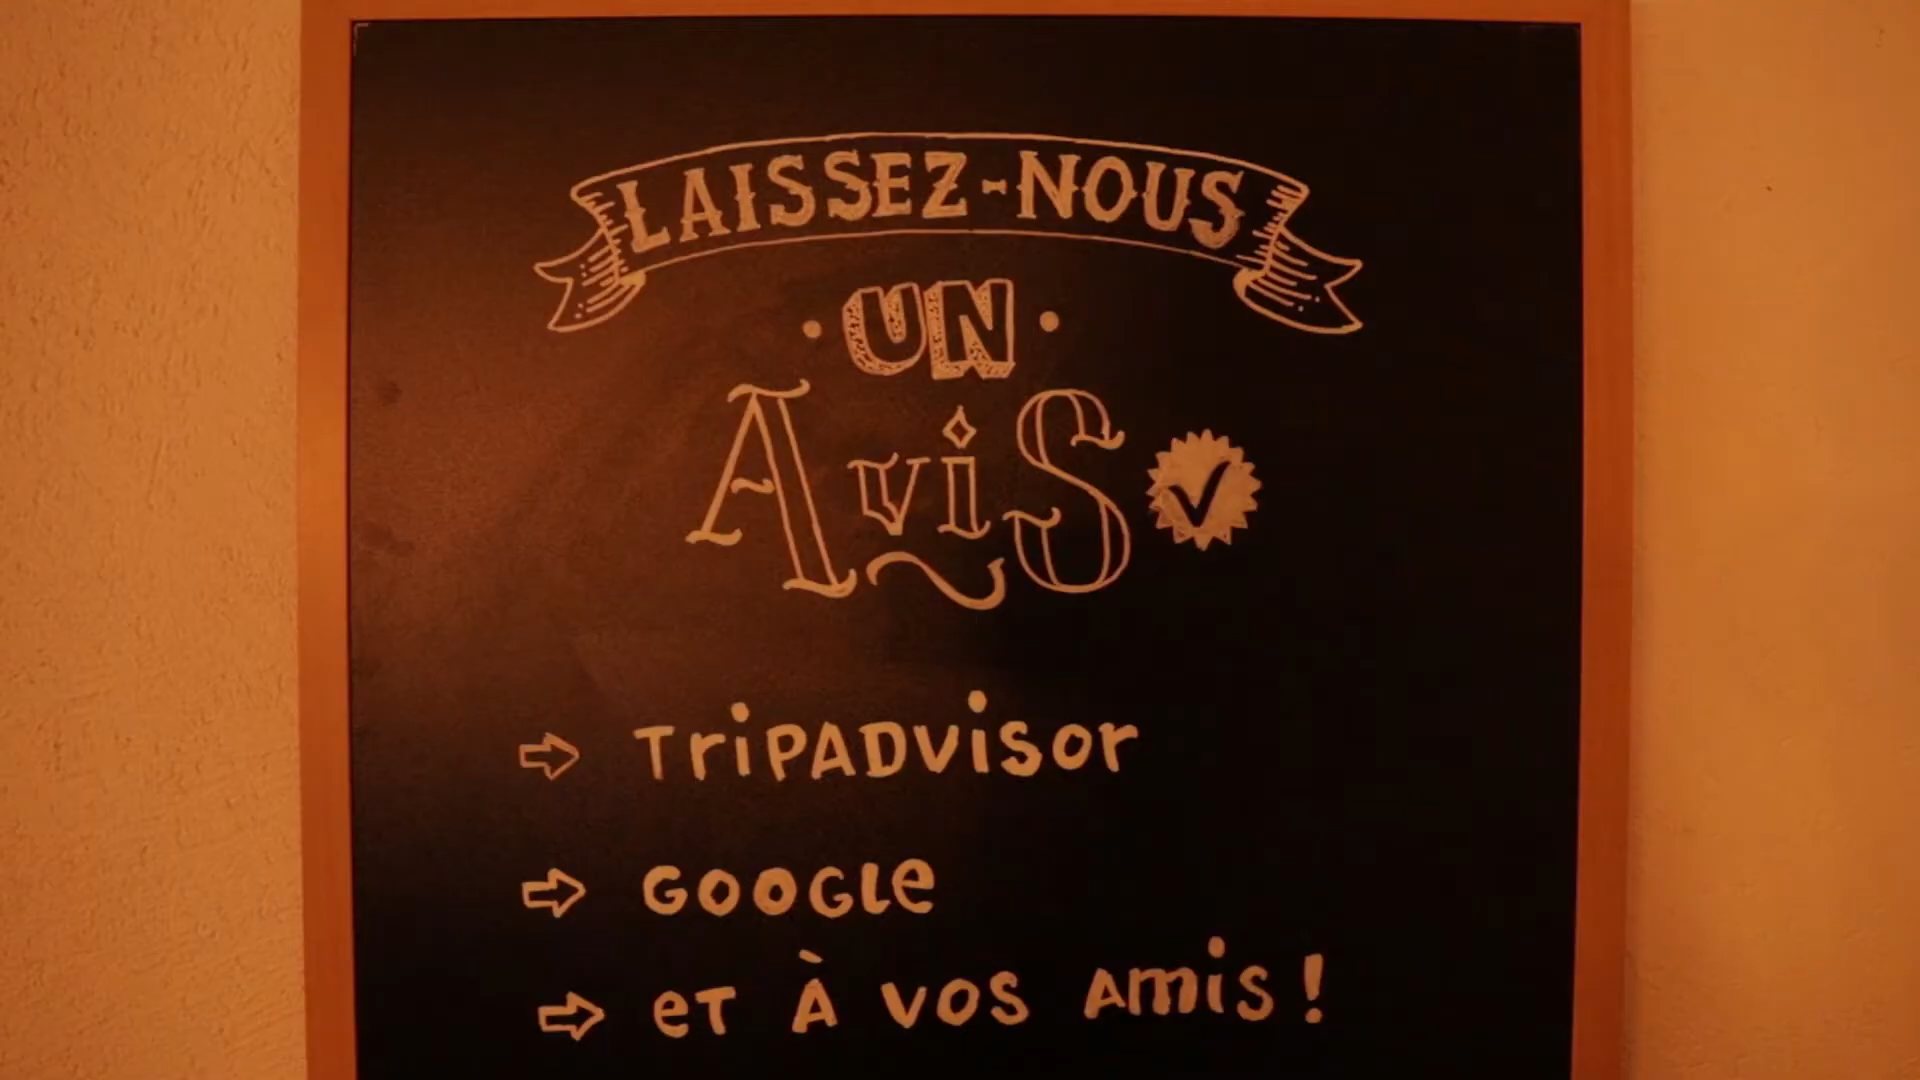 LAISSEZ-NOUS
UN
AviS
TriPADvisor
GOOGLe
eT À VOS AmiS !